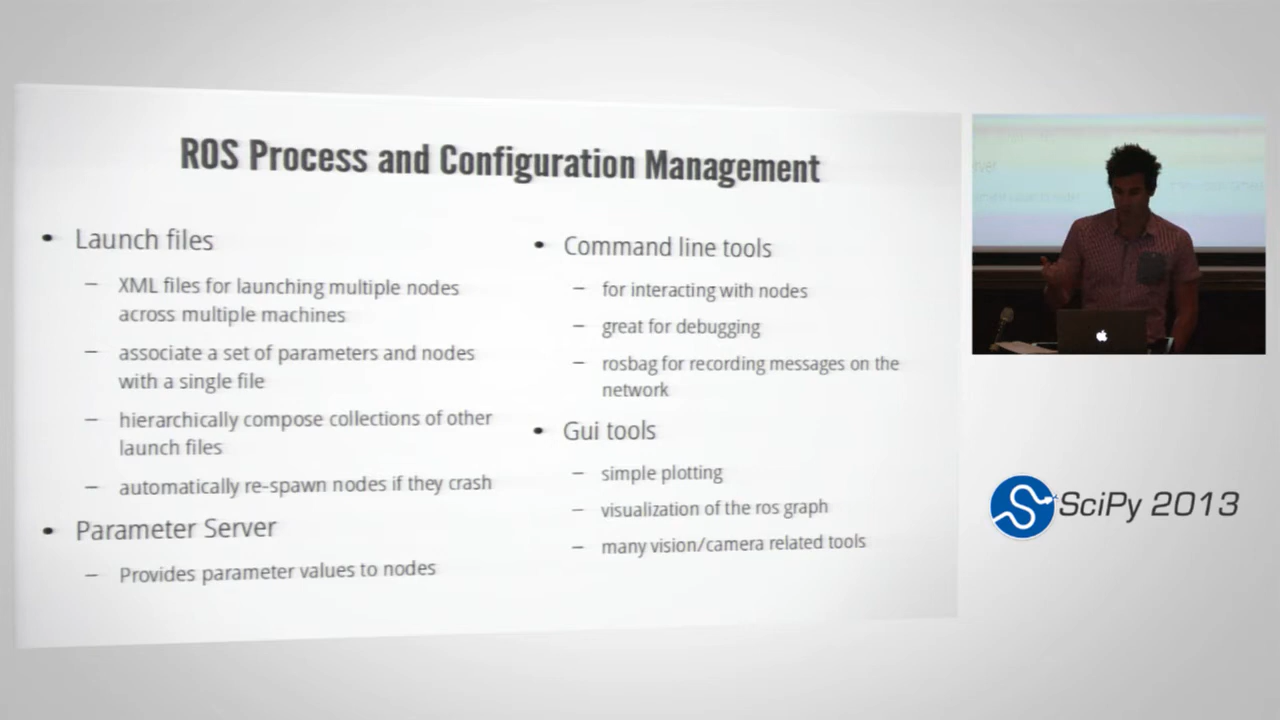 ROS Process and Configuration Management
• Launch files
– XML files for launching multiple nodes
across multiple machines
– associate a set of parameters and nodes
with a single file
– hierarchically compose collections of other
launch files
– automatically re-spawn nodes if they crash
• Parameter Server
– Provides parameter values to nodes
• Command line tools
– for interacting with nodes
– great for debugging
– rosbag for recording messages on the
network
• Gui tools
– simple plotting
– visualization of the ros graph
– many vision/camera related tools
SciPy 2013